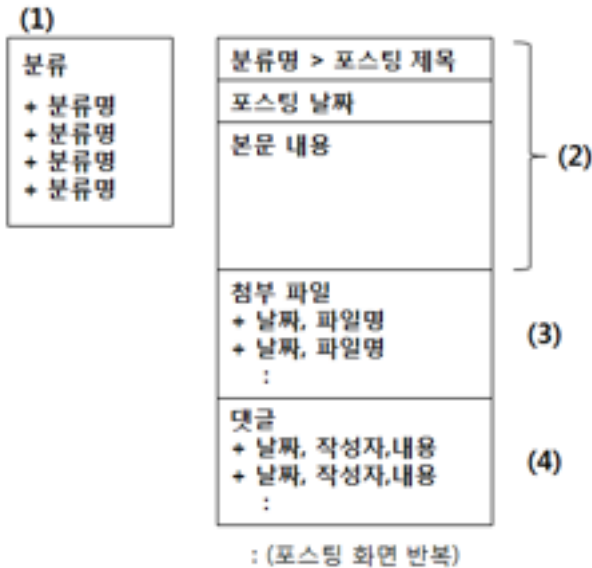 (1)
분류
+ 분류명
+ 분류명
+ 분류명
+ 분류명
분류명 > 포스팅 제목
포스팅 날짜
본문 내용
(2)
첨부 파일
+ 날짜, 파일명
+ 날짜, 파일명
:
(3)
댓글
+ 날짜, 작성자,내용
+ 날짜, 작성자,내용
:
(4)
: (포스팅 화면 반복)